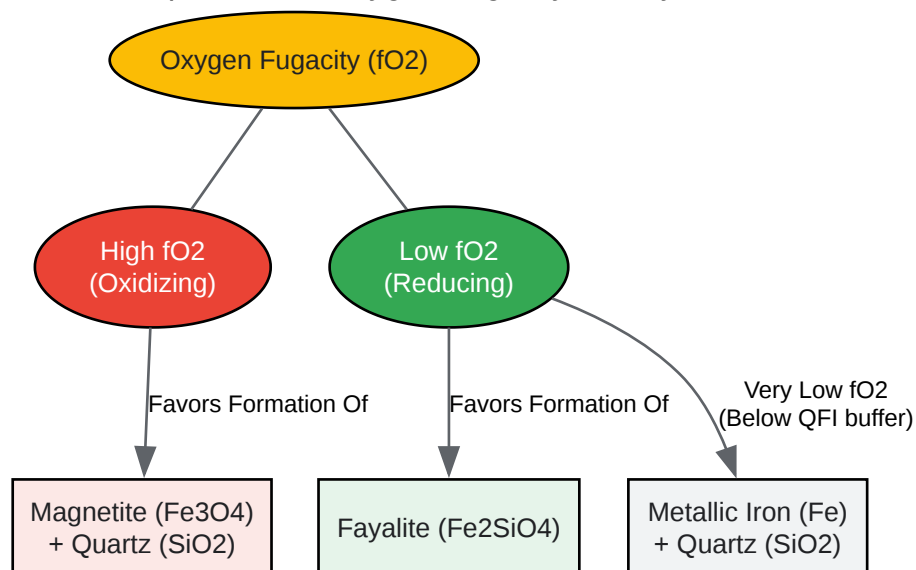 Oxygen Fugacity (fO2)
High fO2
(Oxidizing)
Low fO2
(Reducing)
Favors Formation Of
Favors Formation Of
Very Low fO2
(Below QFI buffer)
Magnetite (Fe3O4)
+ Quartz (SiO2)
Fayalite (Fe2SiO4)
Metallic Iron (Fe)
+ Quartz (SiO2)